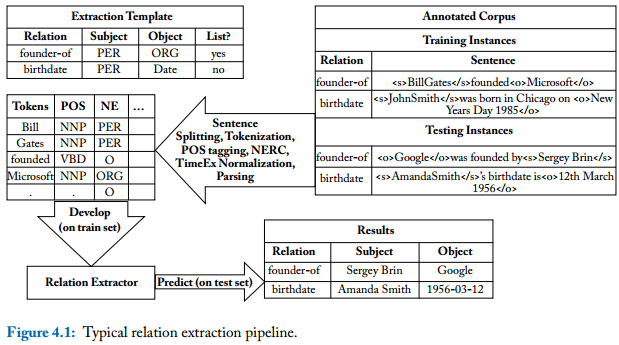 Extraction Template
Relation Subject Object List?
founder-of PER ORG yes
birthdate PER Date no
Annotated Corpus
Training Instances
Relation Sentence
founder-of <s>BillGates</s>founded<o>Microsoft</o>
birthdate <s>JohnSmith</s>was born in Chicago on <o>New
Years Day 1985</o>
Testing Instances
founder-of <o>Google</o>was founded by<s>Sergey Brin</s>
birthdate <s>AmandaSmith</s>'s birthdate is<o>12th March
1956</o>
Tokens POS NE ...
Bill NNP PER
Gates NNP PER
founded VBD O
Microsoft NNP ORG
. . O
Sentence
Splitting, Tokenization,
POS tagging, NERC,
TimeEx Normalization,
Parsing
Develop
(on train set)
Relation Extractor
Predict (on test set)
Results
Relation Subject Object
founder-of Sergey Brin Google
birthdate Amanda Smith 1956-03-12
Figure 4.1: Typical relation extraction pipeline.